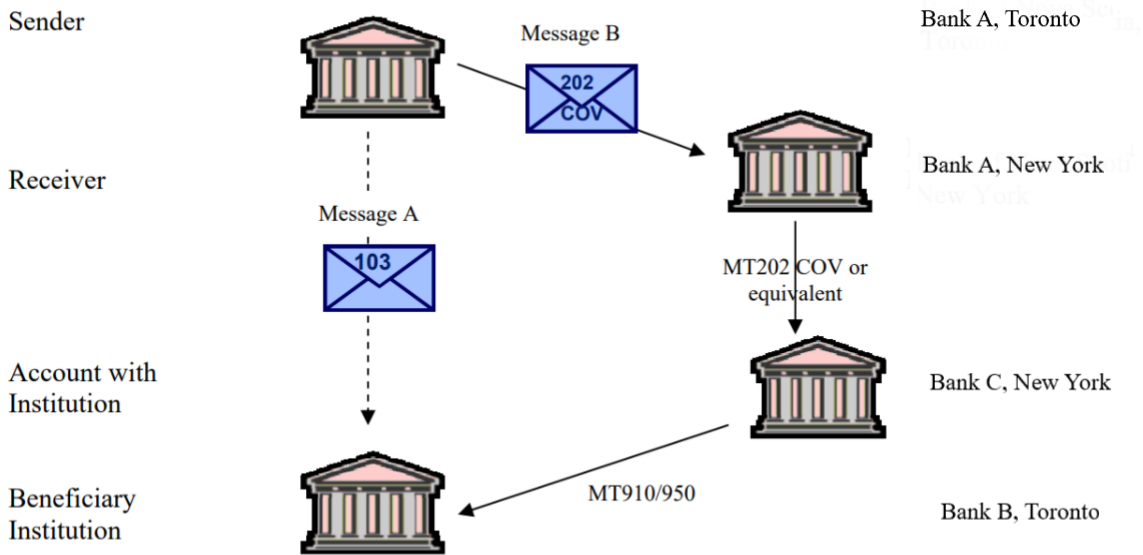 Sender
Message B
Bank A, Toronto
202
COV
Receiver
Bank A, New York
Message A
103
MT202 COV or
equivalent
Account with
Institution
Bank C, New York
MT910/950
Beneficiary
Institution
Bank B, Toronto